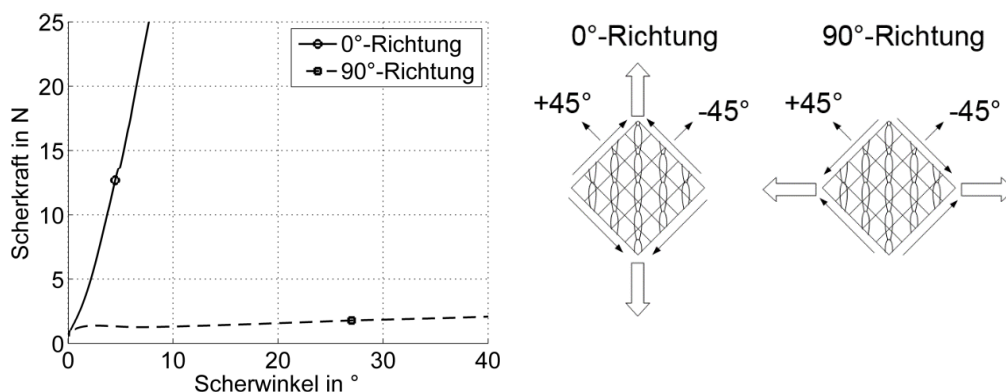 25
20
15
10
5
0
0 10 20 30 40
Scherkraft in N
Scherwinkel in °
0°-Richtung
90°-Richtung
0°-Richtung
+45° -45°
90°-Richtung
+45° -45°